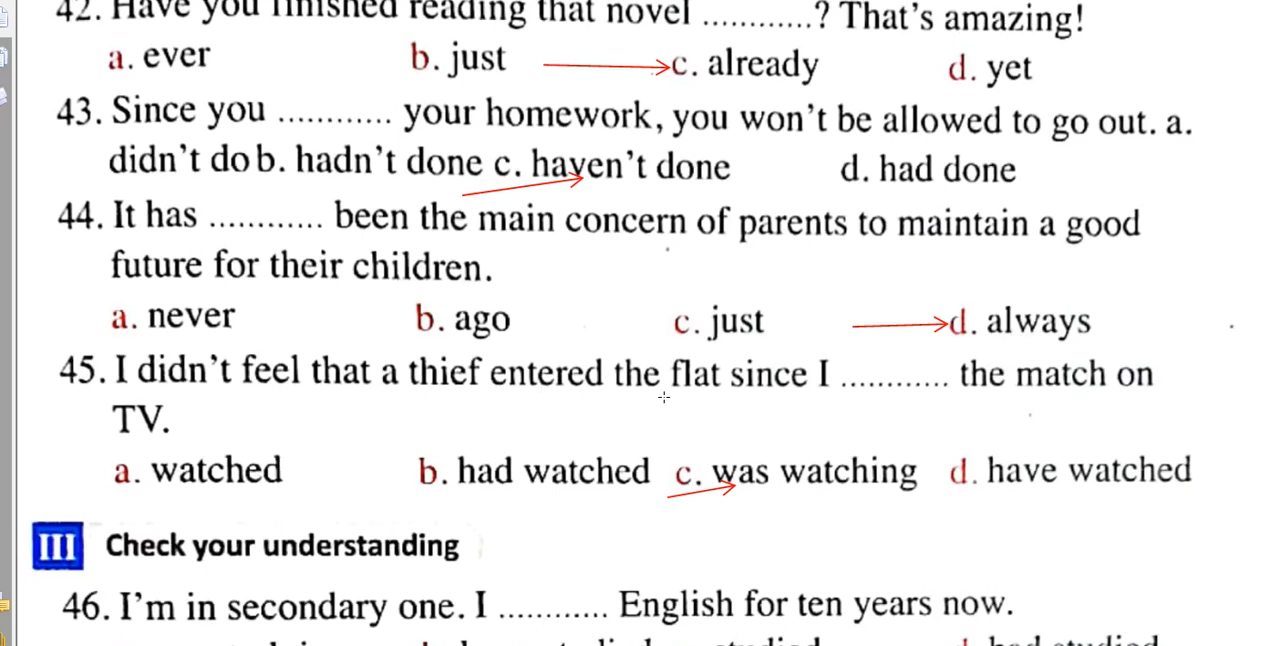 42. Have you finished reading that novel ............? That's amazing!
a. ever b. just c. already d. yet
43. Since you ............ your homework, you won't be allowed to go out. a.
didn't do b. hadn't done c. haven't done d. had done
44. It has ............ been the main concern of parents to maintain a good
future for their children.
a. never b. ago c. just d. always
45. I didn't feel that a thief entered the flat since I ............ the match on
TV.
a. watched b. had watched c. was watching d. have watched
III Check your understanding
46. I'm in secondary one. I ............ English for ten years now.